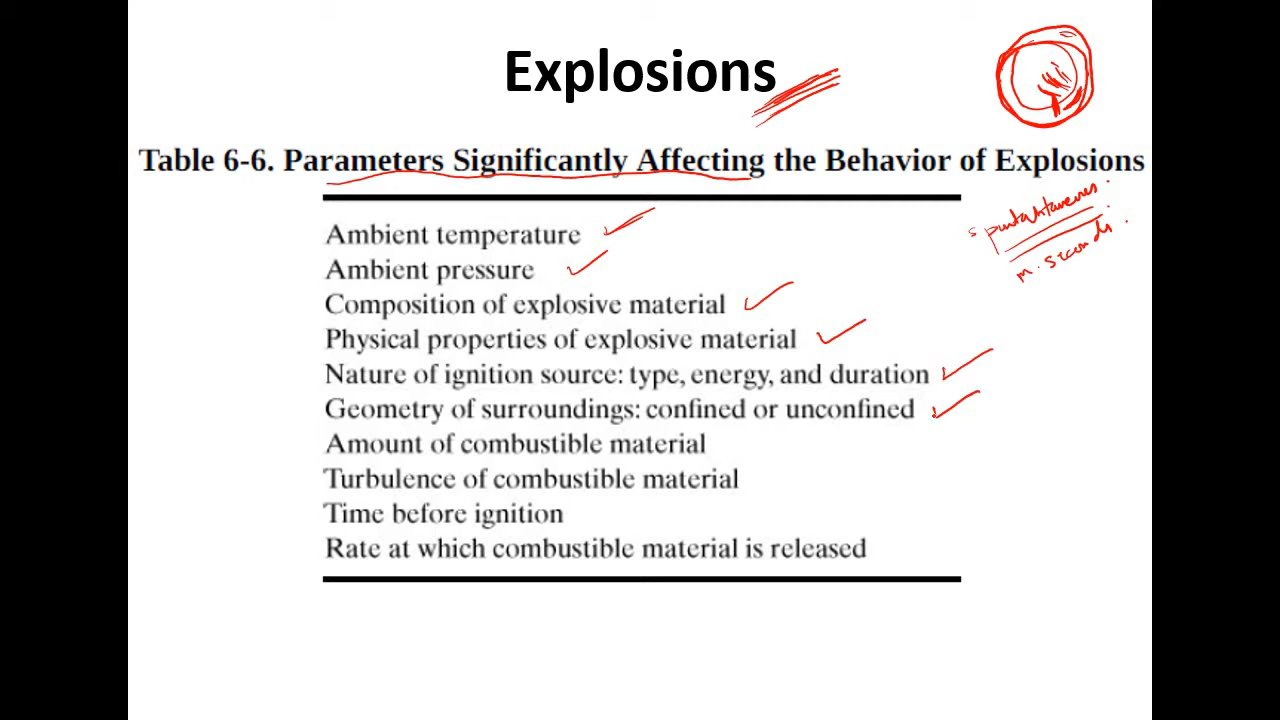 Explosions
Table 6-6. Parameters Significantly Affecting the Behavior of Explosions
spontahtaneous.
m. seconds.
Ambient temperature
Ambient pressure
Composition of explosive material
Physical properties of explosive material
Nature of ignition source: type, energy, and duration
Geometry of surroundings: confined or unconfined
Amount of combustible material
Turbulence of combustible material
Time before ignition
Rate at which combustible material is released